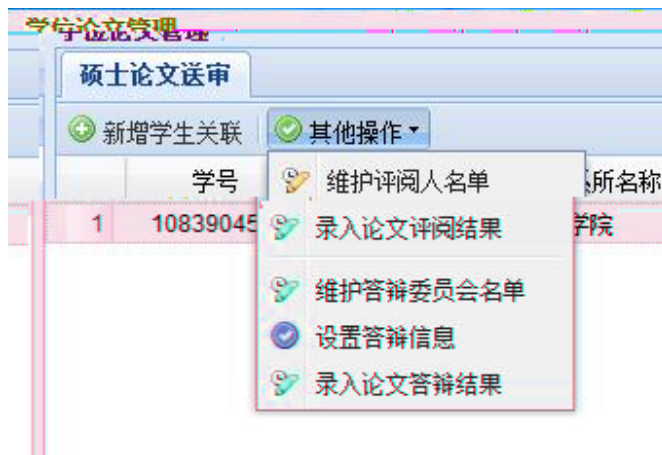 学位论文管理
硕士论文送审
新增学生关联 其他操作
学号 维护评阅人名单 所名称
1 10839045 录入论文评阅结果 学院
维护答辩委员会名单
设置答辩信息
录入论文答辩结果